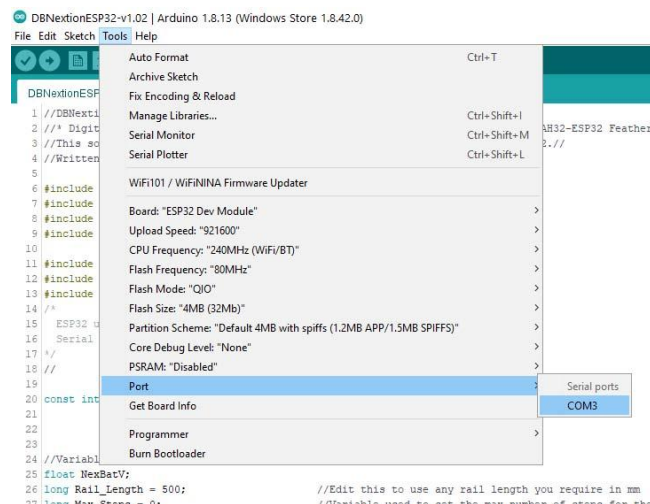 DBNextionESP32-v1.02 | Arduino 1.8.13 (Windows Store 1.8.42.0)
File Edit Sketch Tools Help
DBNextionESP
Auto Format Ctrl+T
Archive Sketch
Fix Encoding & Reload
Manage Libraries... Ctrl+Shift+I
Serial Monitor Ctrl+Shift+M
Serial Plotter Ctrl+Shift+L
WiFi101 / WiFiNINA Firmware Updater
Board: "ESP32 Dev Module"
Upload Speed: "921600"
CPU Frequency: "240MHz (WiFi/BT)"
Flash Frequency: "80MHz"
Flash Mode: "QIO"
Flash Size: "4MB (32Mb)"
Partition Scheme: "Default 4MB with spiffs (1.2MB APP/1.5MB SPIFFS)"
Core Debug Level: "None"
PSRAM: "Disabled"
Port
Get Board Info
Programmer
Burn Bootloader
Serial ports
COM3
1 //DBNexti
2 //* Digit AH32-ESP32 Feather
3 //This so 2.//
4 //Written
5
6 #include
7 #include
8 #include
9 #include
10
11 #include
12 #include
13 #include
14 /*
15 ESP32 u
16 Serial
17 */
18 //
19
20 const int
21
22
23
24 //Variabl
25 float NexBatV;
26 long Rail_Length = 500; //Edit this to use any rail length you require in mm